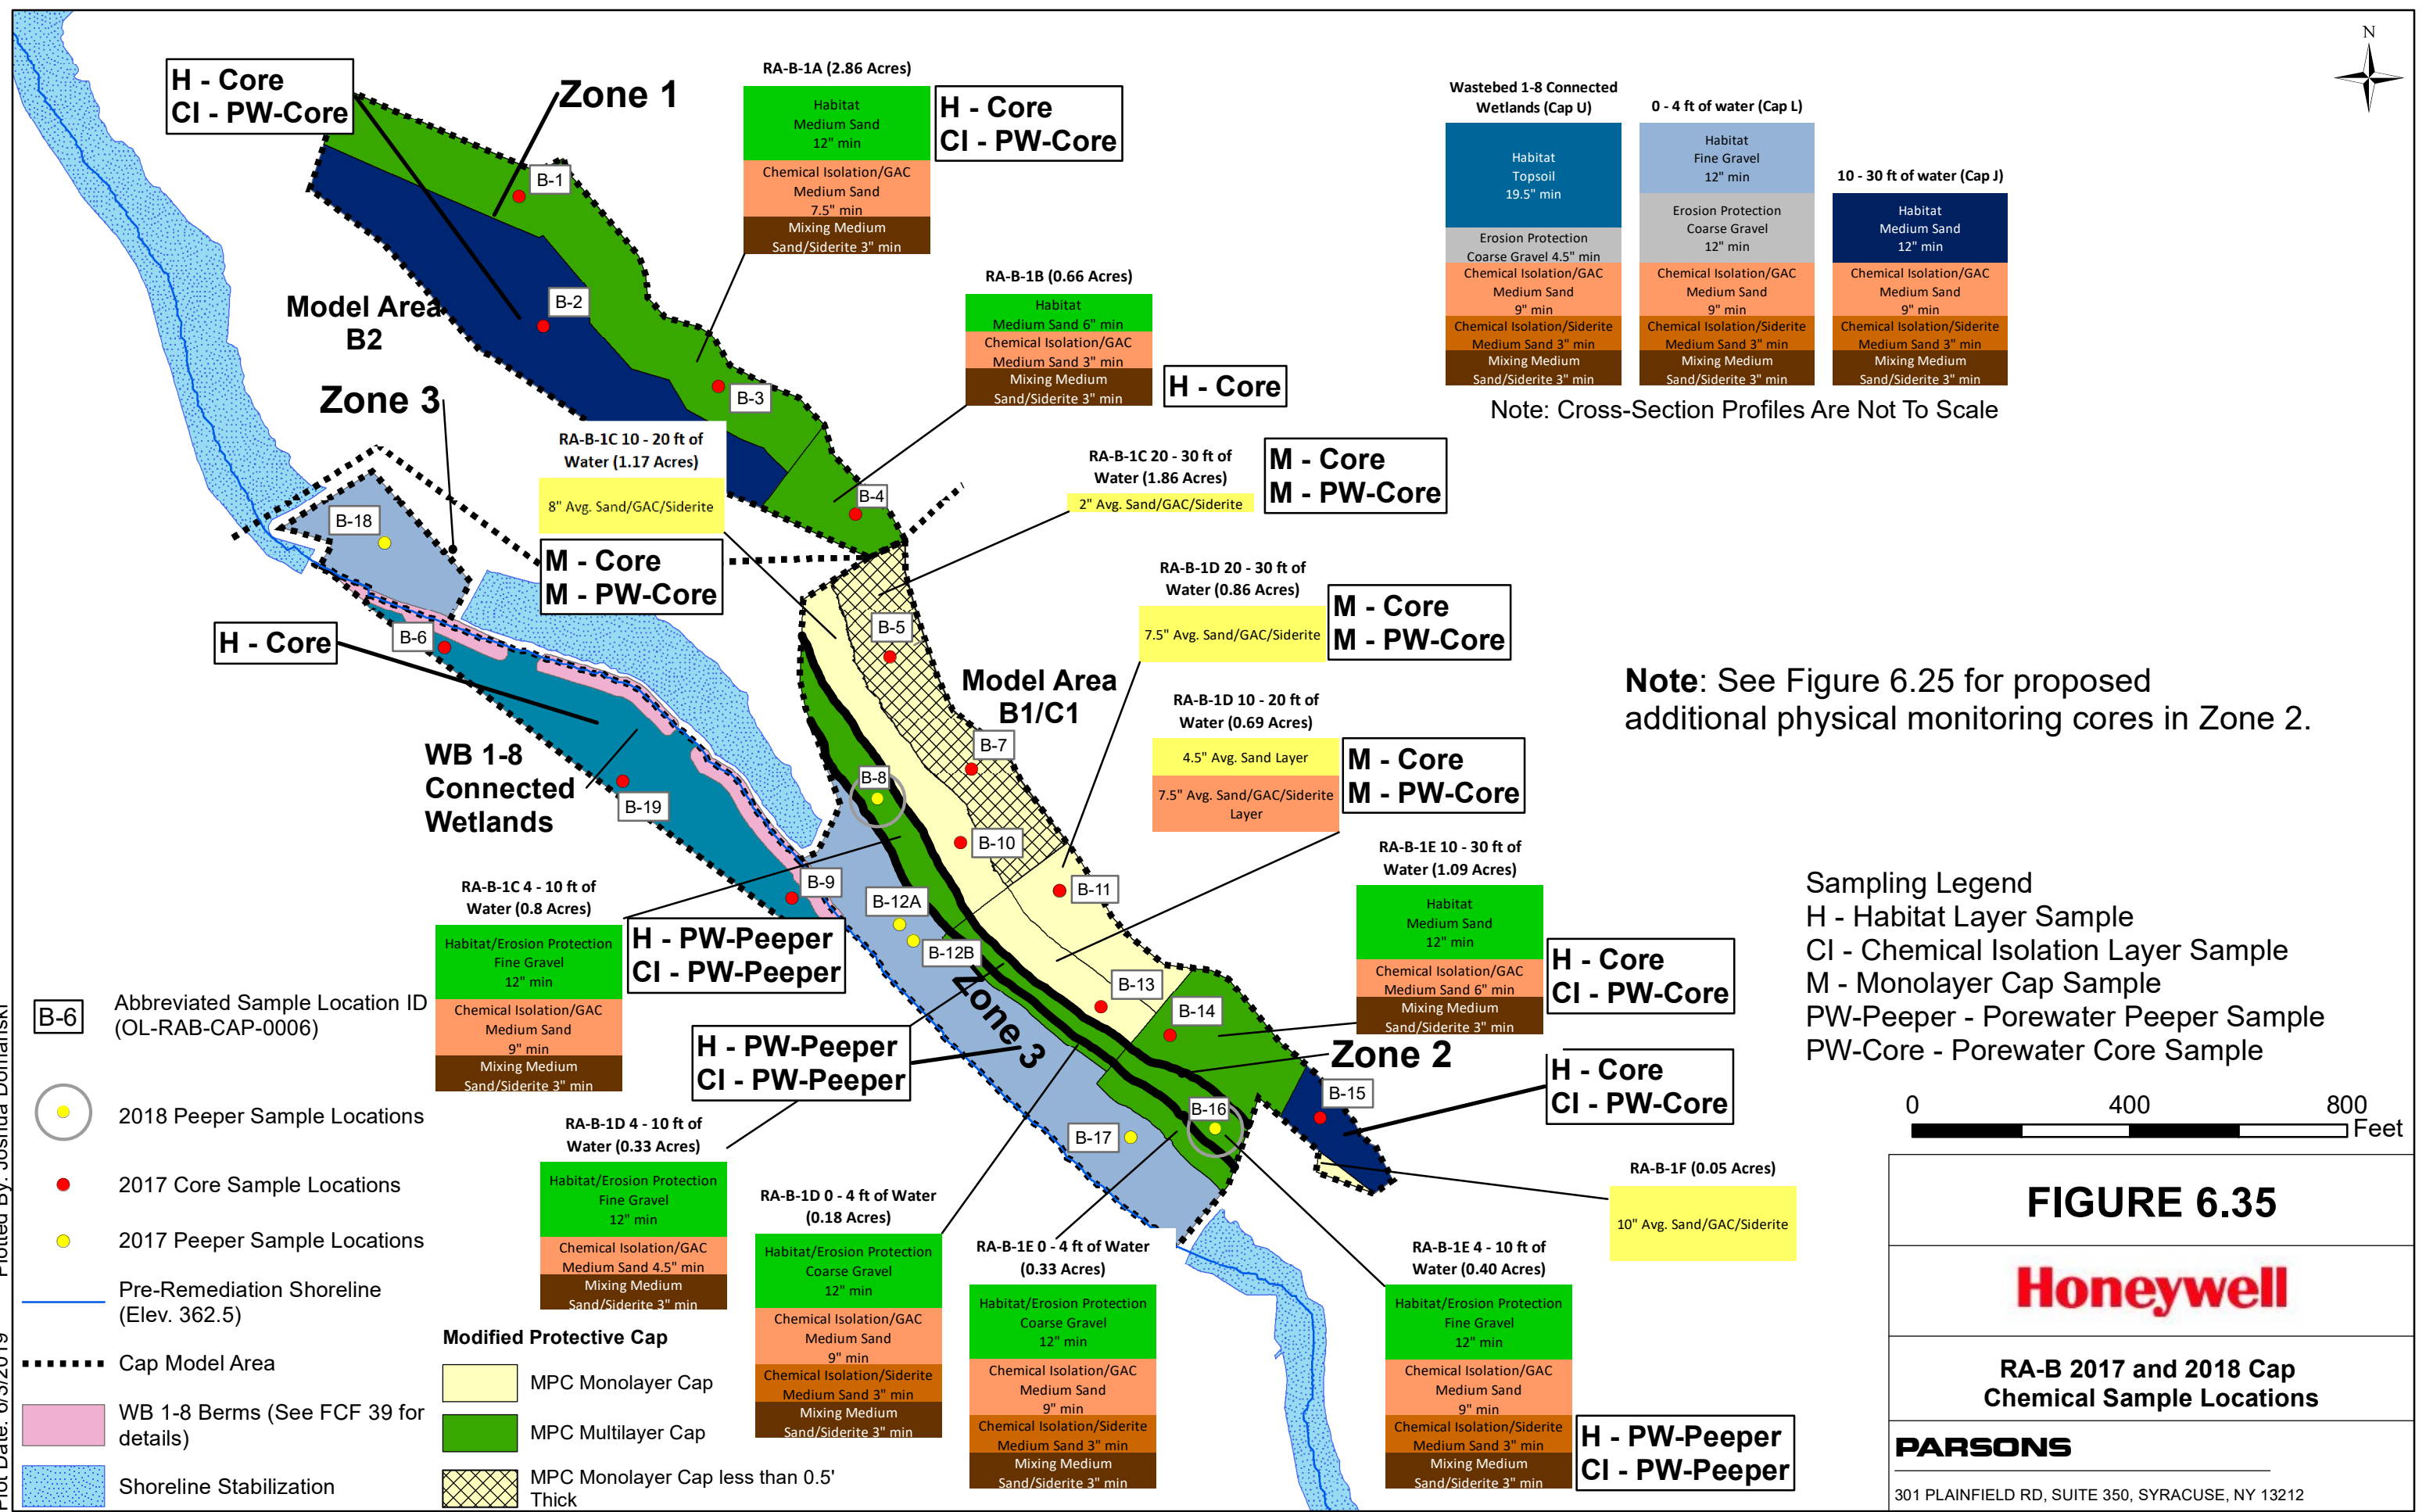 N
H - Core
CI - PW-Core
Zone 1
RA-B-1A (2.86 Acres)
Habitat
Medium Sand
12" min
Chemical Isolation/GAC
Medium Sand
7.5" min
Mixing Medium
Sand/Siderite 3" min
H - Core
CI - PW-Core
Wastebed 1-8 Connected
Wetlands (Cap U)
Habitat
Topsoil
19.5" min
Erosion Protection
Coarse Gravel 4.5" min
Chemical Isolation/GAC
Medium Sand
9" min
Chemical Isolation/Siderite
Medium Sand 3" min
Mixing Medium
Sand/Siderite 3" min
0 - 4 ft of water (Cap L)
Habitat
Fine Gravel
12" min
Erosion Protection
Coarse Gravel
12" min
Chemical Isolation/GAC
Medium Sand
9" min
Chemical Isolation/Siderite
Medium Sand 3" min
Mixing Medium
Sand/Siderite 3" min
10 - 30 ft of water (Cap J)
Habitat
Medium Sand
12" min
Chemical Isolation/GAC
Medium Sand
9" min
Chemical Isolation/Siderite
Medium Sand 3" min
Mixing Medium
Sand/Siderite 3" min
Note: Cross-Section Profiles Are Not To Scale
B-1
B-2
Model Area
B2
B-3
RA-B-1B (0.66 Acres)
Habitat
Medium Sand 6" min
Chemical Isolation/GAC
Medium Sand 3" min
Mixing Medium
Sand/Siderite 3" min
H - Core
Zone 3
RA-B-1C 10 - 20 ft of
Water (1.17 Acres)
8" Avg. Sand/GAC/Siderite
M - Core
M - PW-Core
B-4
RA-B-1C 20 - 30 ft of
Water (1.86 Acres)
2" Avg. Sand/GAC/Siderite
M - Core
M - PW-Core
B-18
H - Core
B-6
B-5
RA-B-1D 20 - 30 ft of
Water (0.86 Acres)
7.5" Avg. Sand/GAC/Siderite
M - Core
M - PW-Core
Model Area
B1/C1
RA-B-1D 10 - 20 ft of
Water (0.69 Acres)
4.5" Avg. Sand Layer
7.5" Avg. Sand/GAC/Siderite
Layer
M - Core
M - PW-Core
Note: See Figure 6.25 for proposed
additional physical monitoring cores in Zone 2.
WB 1-8
Connected
Wetlands
B-19
B-7
B-8
B-10
B-11
B-9
B-12A
B-12B
RA-B-1C 4 - 10 ft of
Water (0.8 Acres)
Habitat/Erosion Protection
Fine Gravel
12" min
Chemical Isolation/GAC
Medium Sand
9" min
Mixing Medium
Sand/Siderite 3" min
H - PW-Peeper
CI - PW-Peeper
RA-B-1E 10 - 30 ft of
Water (1.09 Acres)
Habitat
Medium Sand
12" min
Chemical Isolation/GAC
Medium Sand 6" min
Mixing Medium
Sand/Siderite 3" min
H - Core
CI - PW-Core
Sampling Legend
H - Habitat Layer Sample
CI - Chemical Isolation Layer Sample
M - Monolayer Cap Sample
PW-Peeper - Porewater Peeper Sample
PW-Core - Porewater Core Sample
B-13
B-14
Zone 3
Zone 2
H - PW-Peeper
CI - PW-Peeper
H - Core
CI - PW-Core
B-15
B-16
B-17
0 400 800
Feet
RA-B-1D 4 - 10 ft of
Water (0.33 Acres)
Habitat/Erosion Protection
Fine Gravel
12" min
Chemical Isolation/GAC
Medium Sand 4.5" min
Mixing Medium
Sand/Siderite 3" min
RA-B-1D 0 - 4 ft of Water
(0.18 Acres)
Habitat/Erosion Protection
Coarse Gravel
12" min
Chemical Isolation/GAC
Medium Sand
9" min
Chemical Isolation/Siderite
Medium Sand 3" min
Mixing Medium
Sand/Siderite 3" min
RA-B-1E 0 - 4 ft of Water
(0.33 Acres)
Habitat/Erosion Protection
Coarse Gravel
12" min
Chemical Isolation/GAC
Medium Sand
9" min
Chemical Isolation/Siderite
Medium Sand 3" min
Mixing Medium
Sand/Siderite 3" min
RA-B-1E 4 - 10 ft of
Water (0.40 Acres)
Habitat/Erosion Protection
Fine Gravel
12" min
Chemical Isolation/GAC
Medium Sand
9" min
Chemical Isolation/Siderite
Medium Sand 3" min
Mixing Medium
Sand/Siderite 3" min
H - PW-Peeper
CI - PW-Peeper
RA-B-1F (0.05 Acres)
10" Avg. Sand/GAC/Siderite
B-6
Abbreviated Sample Location ID
(OL-RAB-CAP-0006)
2018 Peeper Sample Locations
2017 Core Sample Locations
2017 Peeper Sample Locations
Pre-Remediation Shoreline
(Elev. 362.5)
Cap Model Area
WB 1-8 Berms (See FCF 39 for
details)
Shoreline Stabilization
Modified Protective Cap
MPC Monolayer Cap
MPC Multilayer Cap
MPC Monolayer Cap less than 0.5'
Thick
FIGURE 6.35
Honeywell
RA-B 2017 and 2018 Cap
Chemical Sample Locations
PARSONS
301 PLAINFIELD RD, SUITE 350, SYRACUSE, NY 13212
Plot Date: 6/3/2019 Plotted By: Joshua Domanski